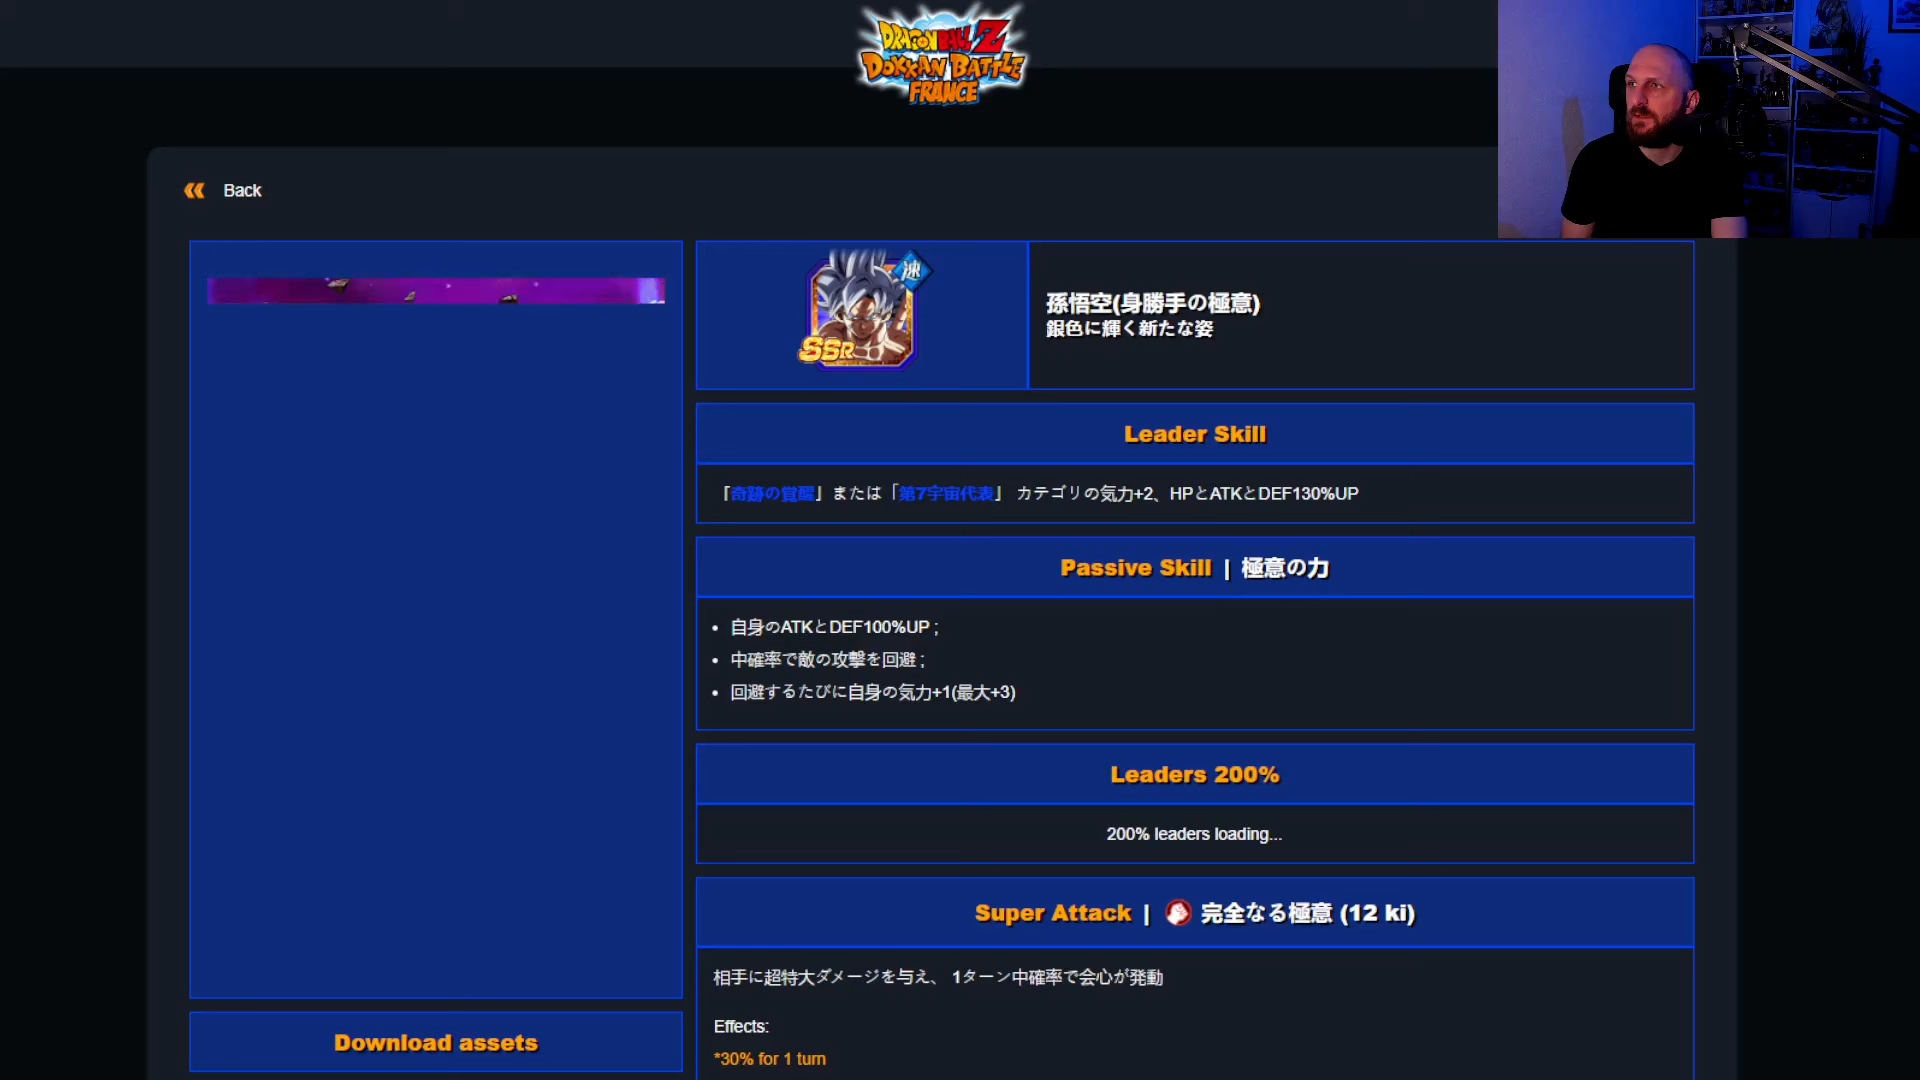 DRAGON BALL Z
DOKKAN BATTLE
FRANCE
Back
速
SSR
孫悟空(身勝手の極意)
銀色に輝く新たな姿
Leader Skill
『奇跡の覚醒』または「第7宇宙代表」 カテゴリの気力+2、HPとATKとDEF130%UP
Passive Skill | 極意の力
• 自身のATKとDEF100%UP ;
• 中確率で敵の攻撃を回避 ;
• 回避するたびに自身の気力+1(最大+3)
Leaders 200%
200% leaders loading...
Super Attack | 完全なる極意 (12 ki)
相手に超特大ダメージを与え、 1ターン中確率で会心が発動
Effects:
*30% for 1 turn
Download assets